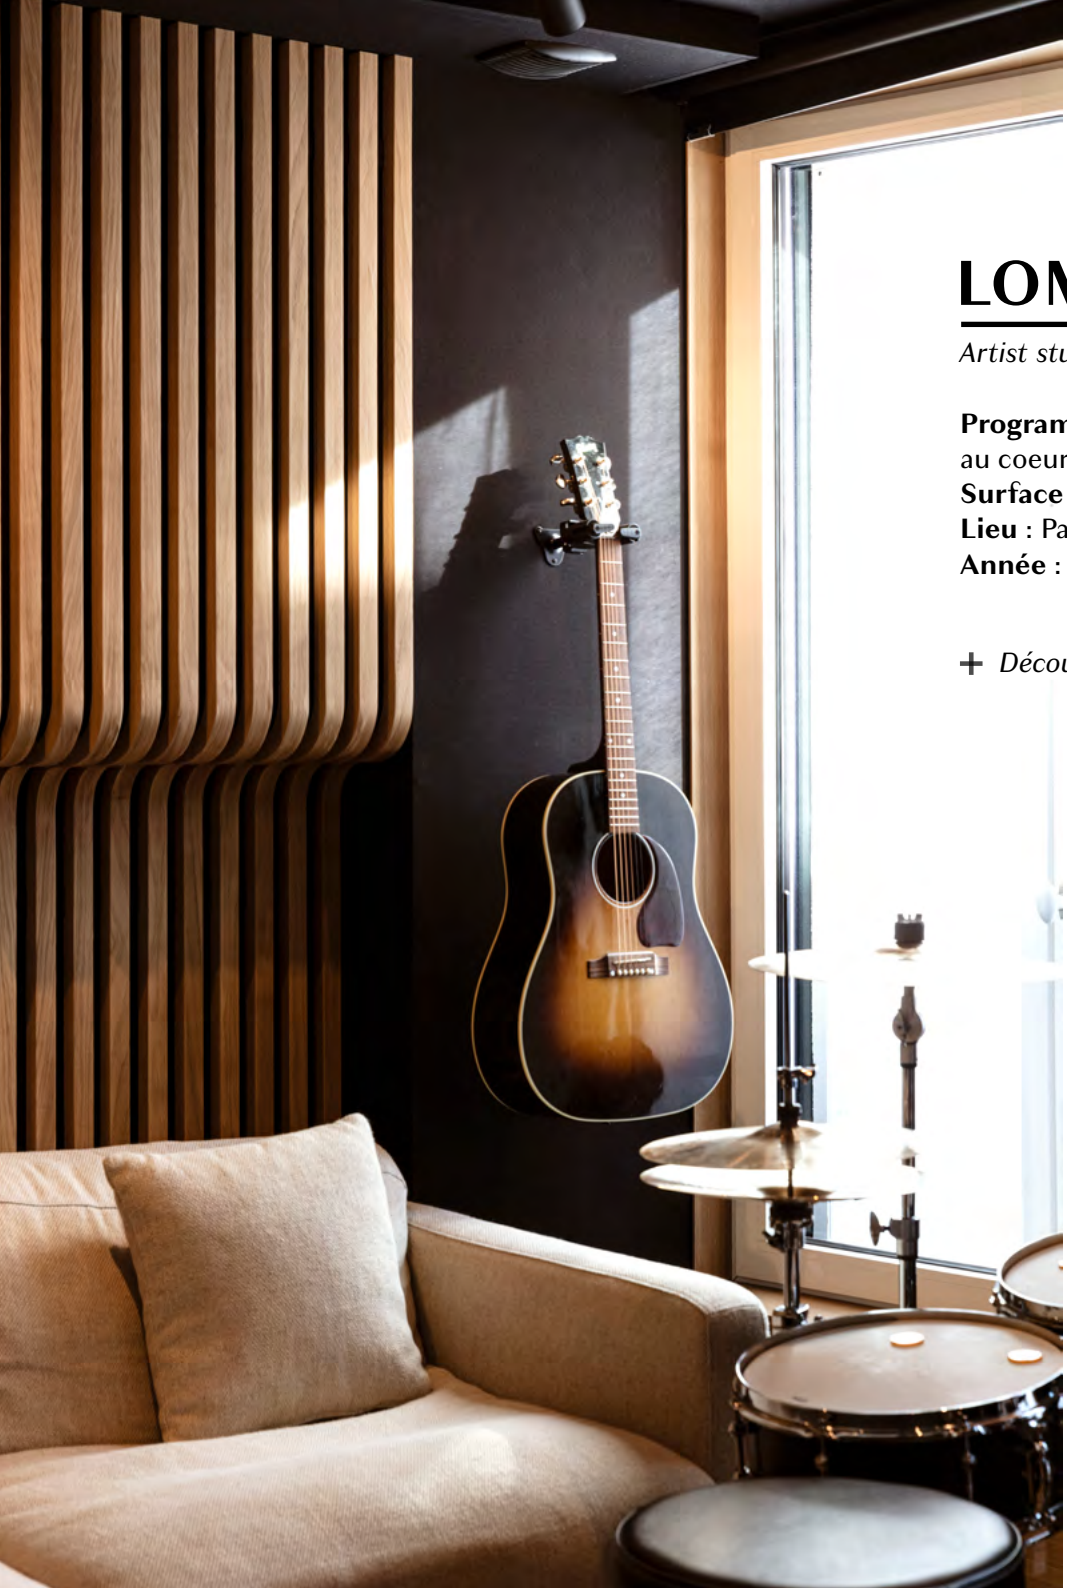 LOM
Artist stu
Program
au coeur
Surface
Lieu : Pa
Année :
+ Décou